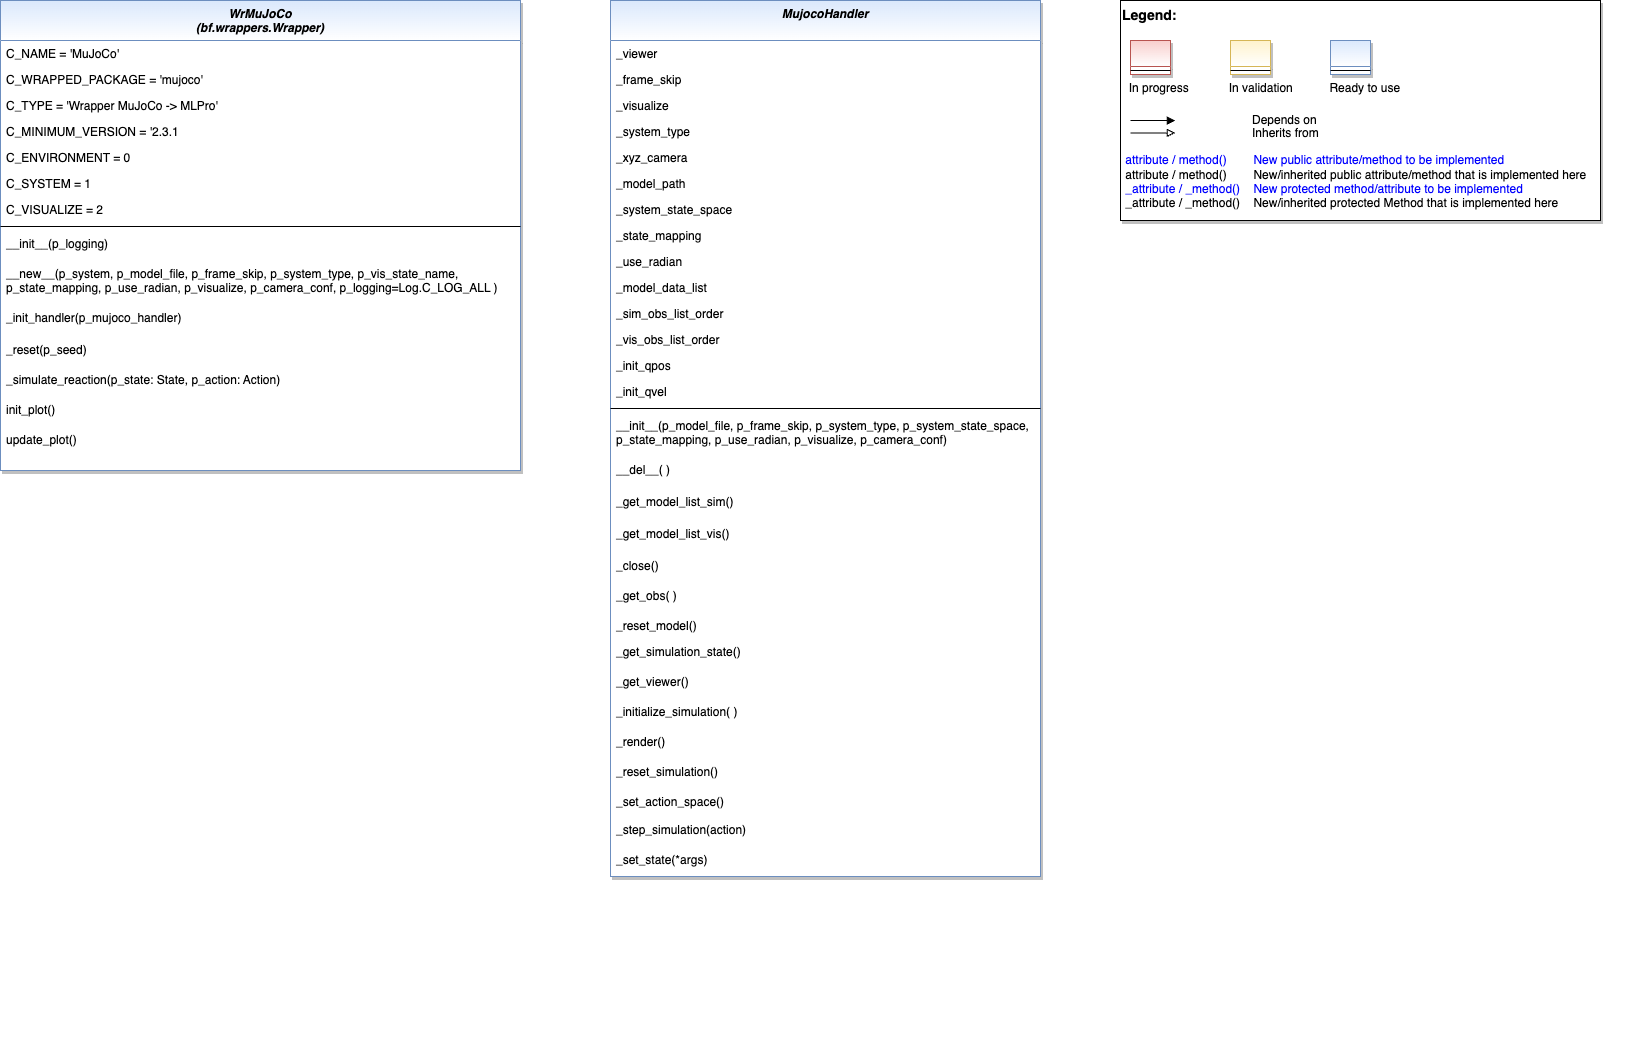 WrMuJoCo
(bf.wrappers.Wrapper)
C_NAME = 'MuJoCo'
C_WRAPPED_PACKAGE = 'mujoco'
C_TYPE = 'Wrapper MuJoCo -> MLPro'
C_MINIMUM_VERSION = '2.3.1
C_ENVIRONMENT = 0
C_SYSTEM = 1
C_VISUALIZE = 2
__init__(p_logging)
__new__(p_system, p_model_file, p_frame_skip, p_system_type, p_vis_state_name,
p_state_mapping, p_use_radian, p_visualize, p_camera_conf, p_logging=Log.C_LOG_ALL )
_init_handler(p_mujoco_handler)
_reset(p_seed)
_simulate_reaction(p_state: State, p_action: Action)
init_plot()
update_plot()
MujocoHandler
_viewer
_frame_skip
_visualize
_system_type
_xyz_camera
_model_path
_system_state_space
_state_mapping
_use_radian
_model_data_list
_sim_obs_list_order
_vis_obs_list_order
_init_qpos
_init_qvel
__init__(p_model_file, p_frame_skip, p_system_type, p_system_state_space,
p_state_mapping, p_use_radian, p_visualize, p_camera_conf)
__del__( )
_get_model_list_sim()
_get_model_list_vis()
_close()
_get_obs( )
_reset_model()
_get_simulation_state()
_get_viewer()
_initialize_simulation( )
_render()
_reset_simulation()
_set_action_space()
_step_simulation(action)
_set_state(*args)
Legend:
In progress In validation Ready to use
Depends on
Inherits from
attribute / method() New public attribute/method to be implemented
attribute / method() New/inherited public attribute/method that is implemented here
_attribute / _method() New protected method/attribute to be implemented
_attribute / _method() New/inherited protected Method that is implemented here